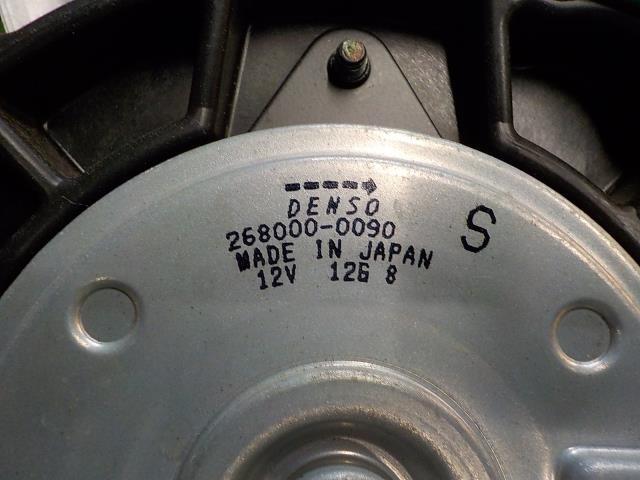 DENSO
268000-0090
S
MADE IN JAPAN
12V 12G 8